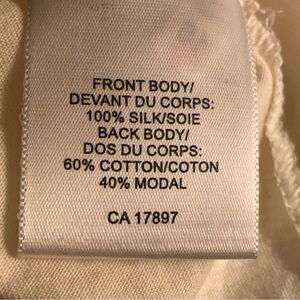 FRONT BODY/
DEVANT DU CORPS:
100% SILK/SOIE
BACK BODY/
DOS DU CORPS:
60% COTTON/COTON
40% MODAL
CA 17897